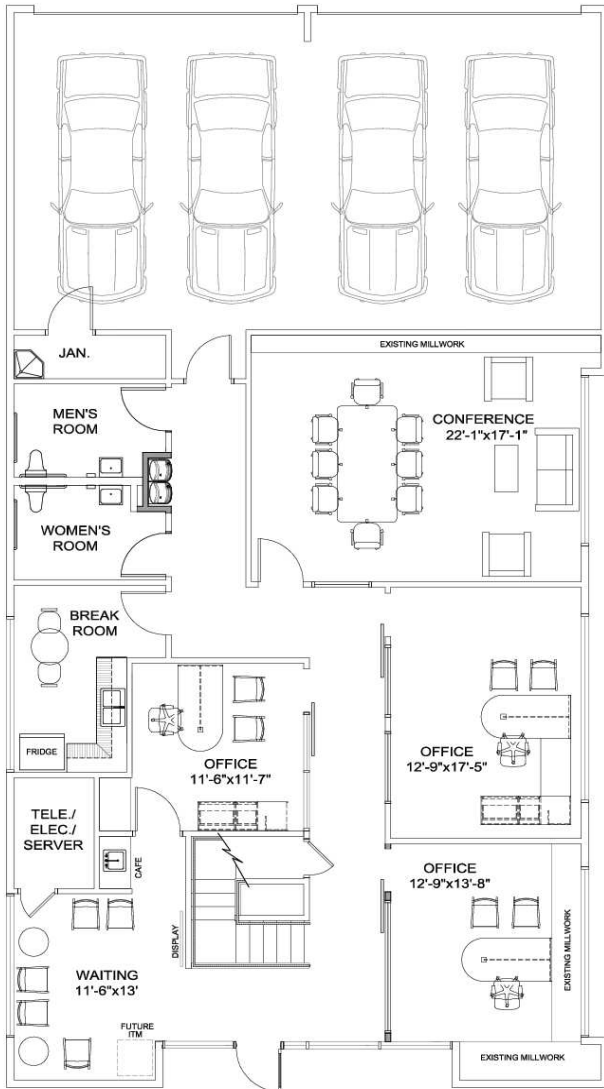 EXISTING MILLWORK
JAN.
MEN'S
ROOM
CONFERENCE
22'-1"x17'-1"
WOMEN'S
ROOM
BREAK
ROOM
FRIDGE
OFFICE
11'-6"x11'-7"
OFFICE
12'-9"x17'-5"
TELE./
ELEC./
SERVER
CAFE
OFFICE
12'-9"x13'-8"
DISPLAY
EXISTING MILLWORK
WAITING
11'-6"x13'
FUTURE
ITM
EXISTING MILLWORK